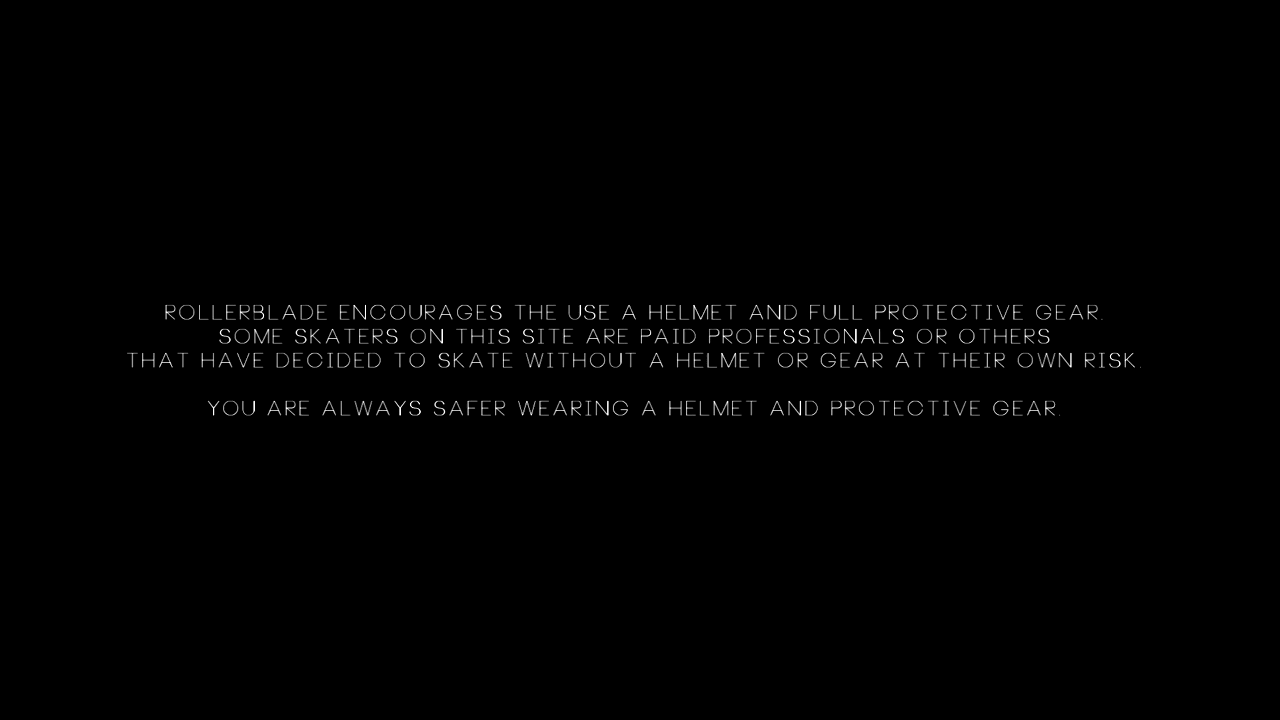 ROLLERBLADE ENCOURAGES THE USE A HELMET AND FULL PROTECTIVE GEAR.
SOME SKATERS ON THIS SITE ARE PAID PROFESSIONALS OR OTHERS
THAT HAVE DECIDED TO SKATE WITHOUT A HELMET OR GEAR AT THEIR OWN RISK.
YOU ARE ALWAYS SAFER WEARING A HELMET AND PROTECTIVE GEAR.